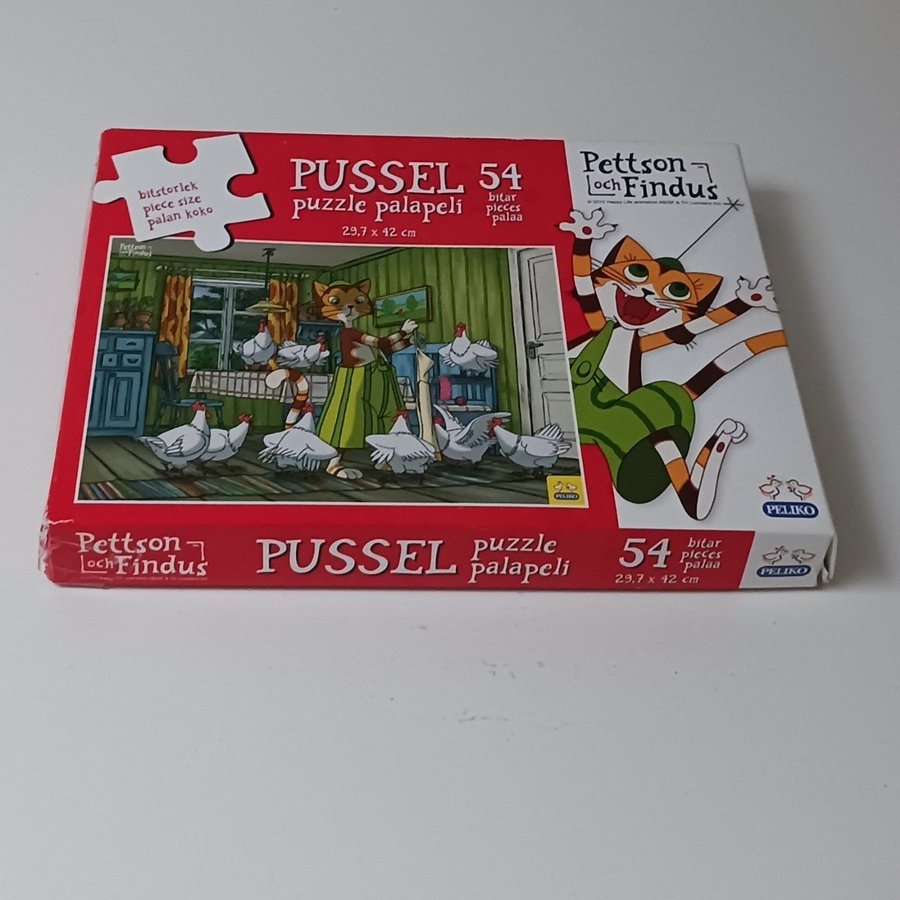 bitstorlek
piece size
palan koko
PUSSEL 54
puzzle palapeli
bitar
pieces
palaa
29.7 x 42 cm
Pettson
och Findus
Pettson
och Findus
PELIKO
PELIKO
Pettson
och Findus
PUSSEL
puzzle
palapeli
54
bitar
pieces
palaa
29.7 x 42 cm
PELIKO